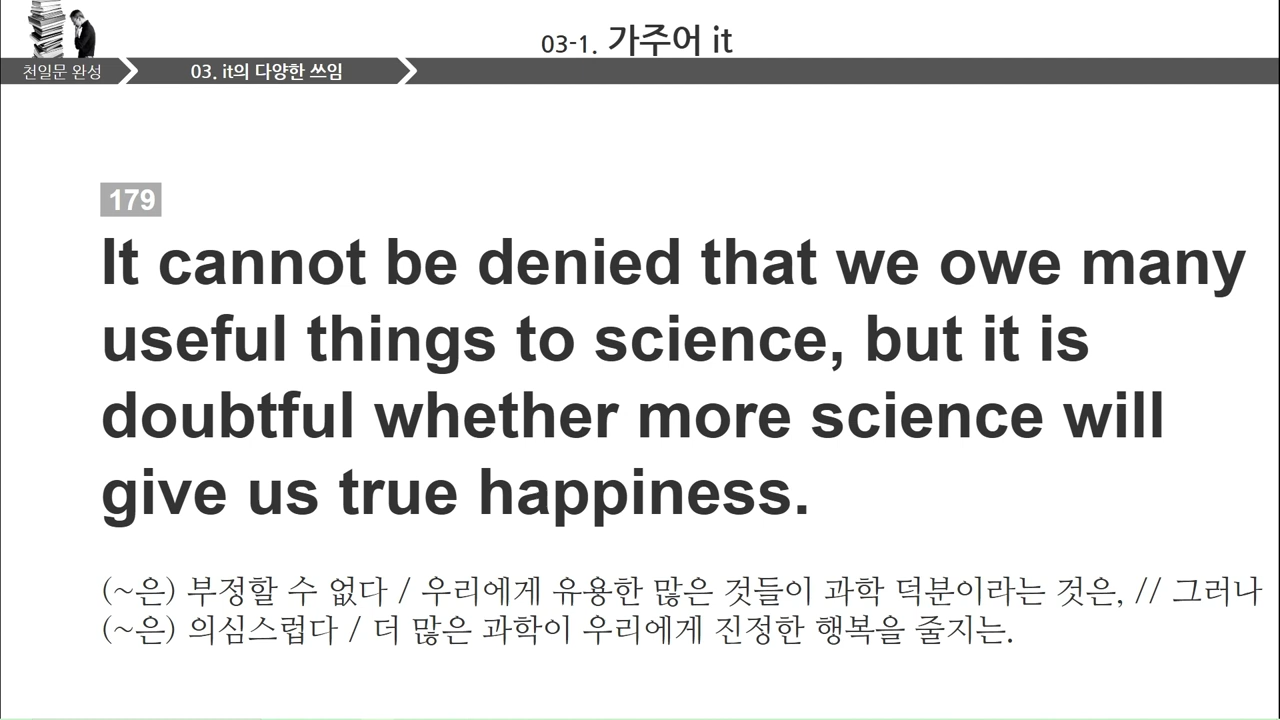 03-1. 가주어 it
천일문 완성
03. it의 다양한 쓰임
179
It cannot be denied that we owe many
useful things to science, but it is
doubtful whether more science will
give us true happiness.
(~은) 부정할 수 없다 / 우리에게 유용한 많은 것들이 과학 덕분이라는 것은, // 그러나
(~은) 의심스럽다 / 더 많은 과학이 우리에게 진정한 행복을 줄지는.